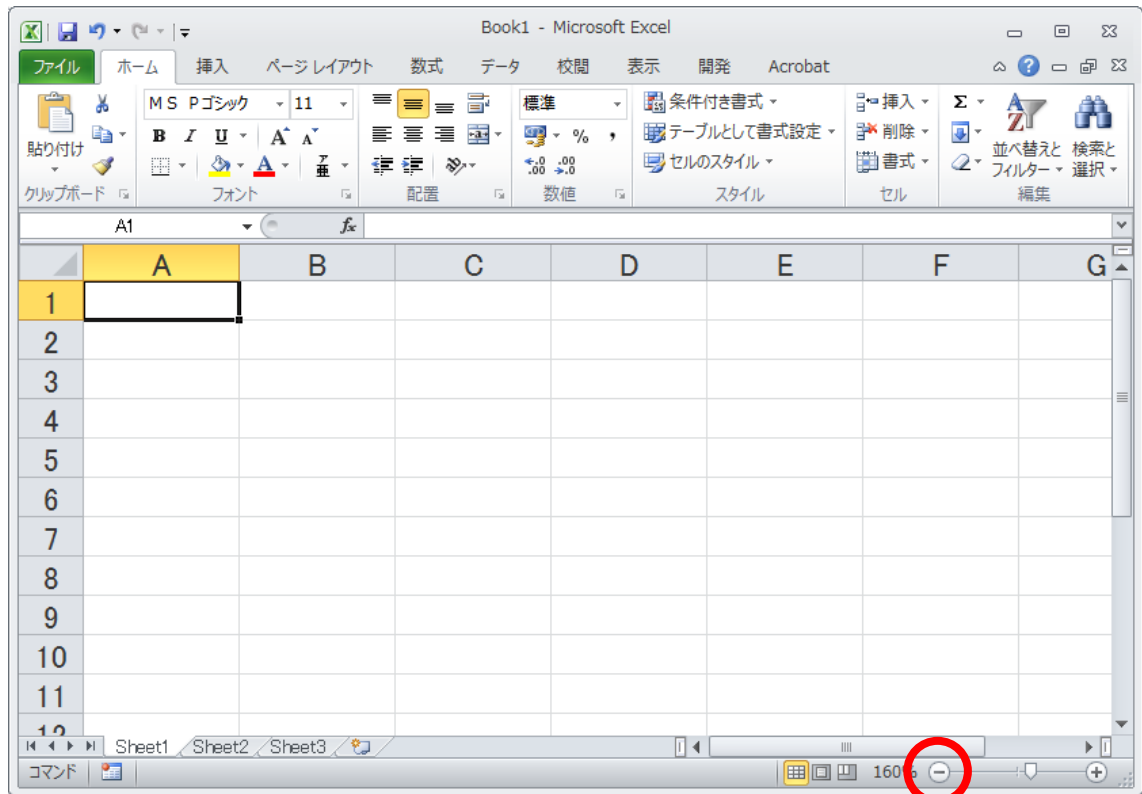 Book1 - Microsoft Excel
ファイル ホーム 挿入 ページ レイアウト 数式 データ 校閲 表示 開発 Acrobat
貼り付け
クリップボード
ＭＳ Ｐゴシック 11
B I U A A A 亜
フォント
配置
標準
% ,
.0 .00 .00 .0
数値
条件付き書式
テーブルとして書式設定
セルのスタイル
スタイル
挿入
削除
書式
セル
Σ
A Z
並べ替えと
フィルター
検索と
選択
編集
A1 fx
A B C D E F G
1
2
3
4
5
6
7
8
9
10
11
12
Sheet1 Sheet2 Sheet3
コマンド 160%